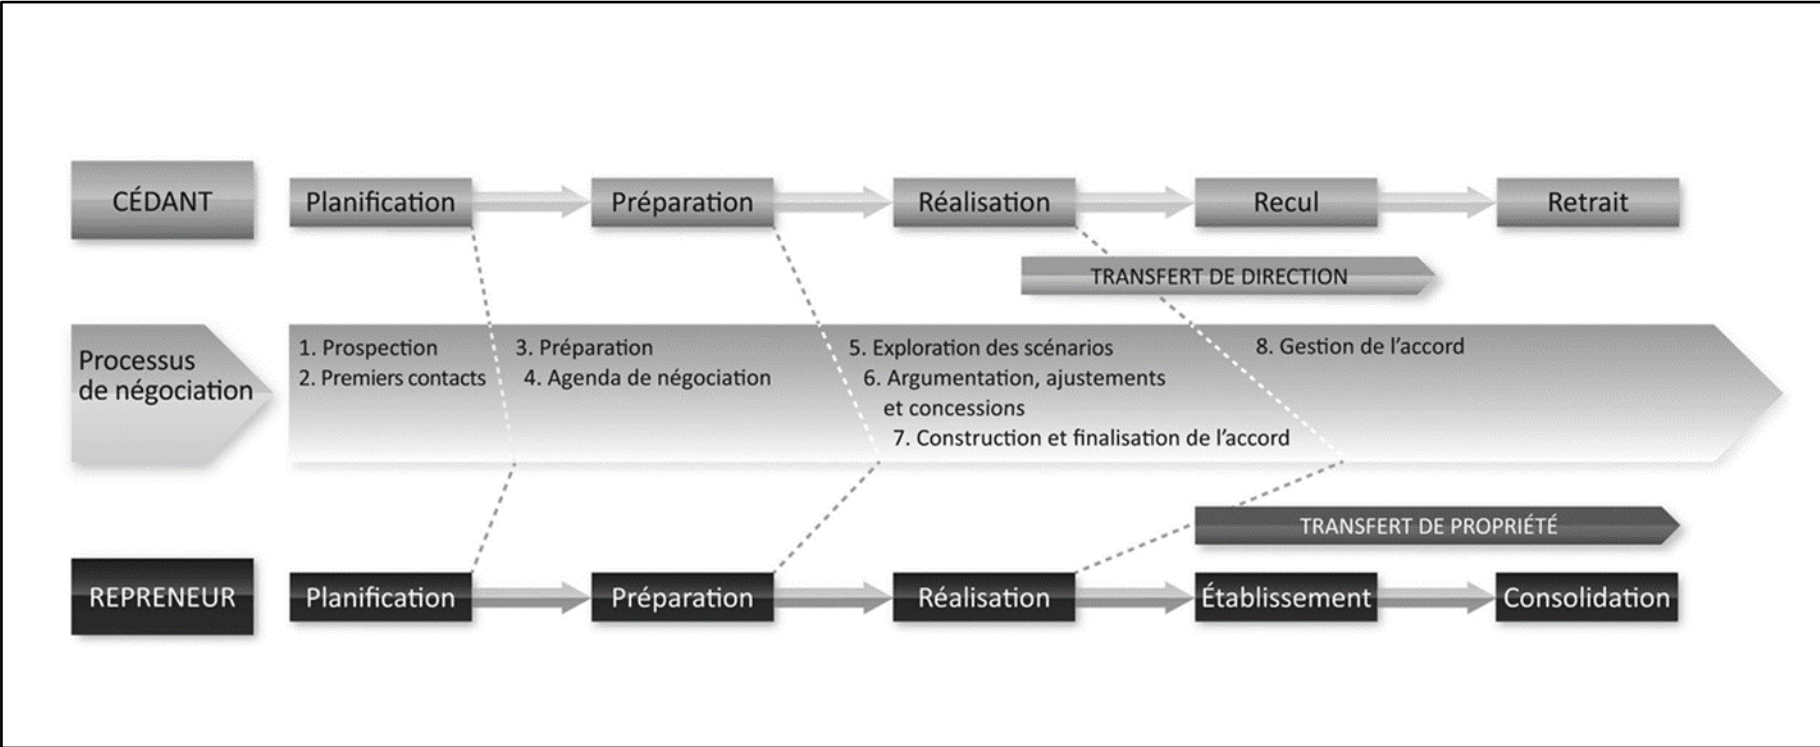 CÉDANT
Planification
Préparation
Réalisation
Recul
Retrait
TRANSFERT DE DIRECTION
Processus
de négociation
1. Prospection
2. Premiers contacts
3. Préparation
4. Agenda de négociation
5. Exploration des scénarios
6. Argumentation, ajustements
et concessions
7. Construction et finalisation de l'accord
8. Gestion de l'accord
TRANSFERT DE PROPRIÉTÉ
REPRENEUR
Planification
Préparation
Réalisation
Établissement
Consolidation